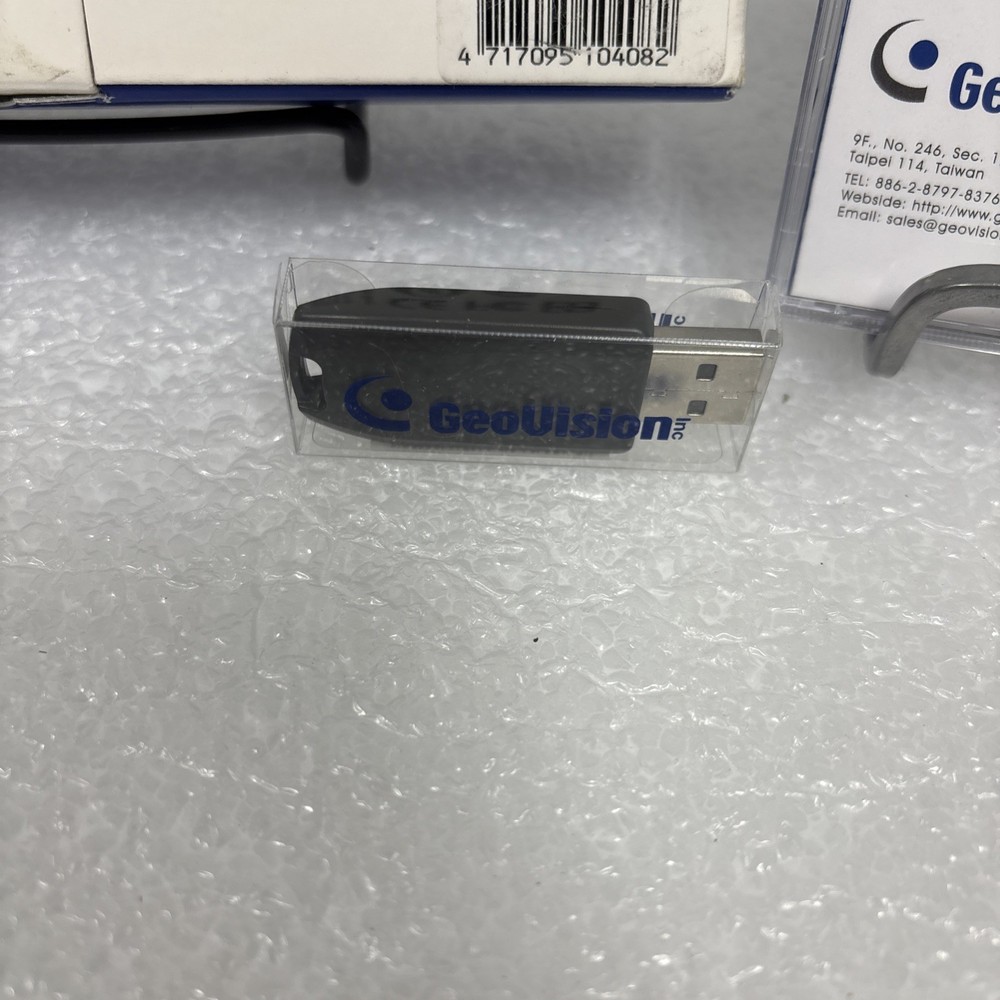 4 717095 104082
Ge
9F., No. 246, Sec. 1
Taipei 114, Taiwan
TEL: 886-2-8797-8376
Webside: http://www.g
Email: sales@geovisio
GeoVision Inc